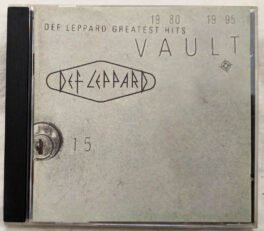 1980 1995
DEF LEPPARD GREATEST HITS
VAULT
DEF LEPPARD
15